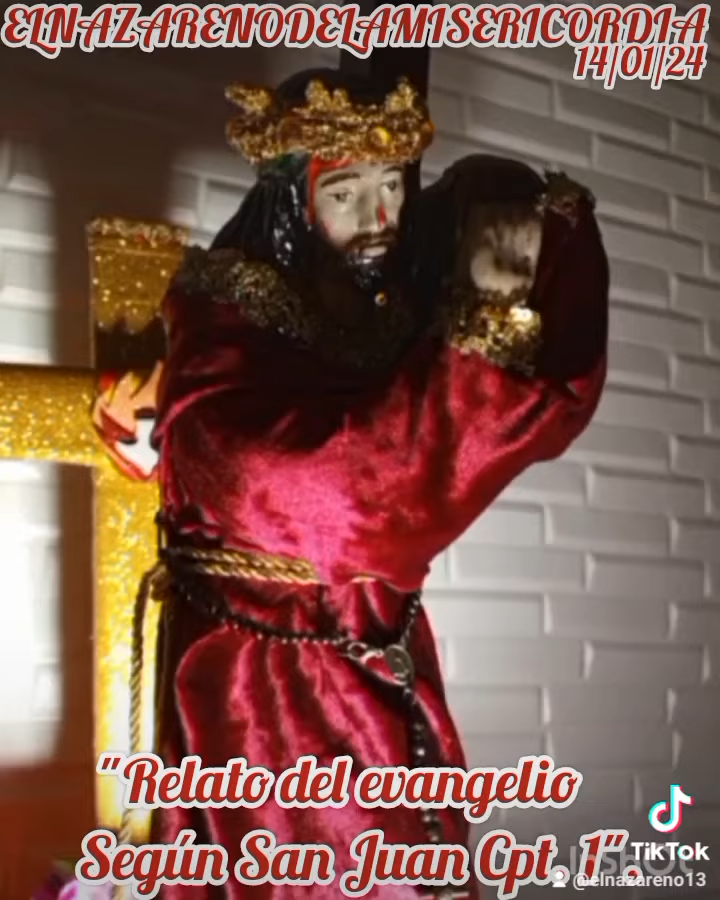 ELNAZARENODELAMISERICORDIA
14/01/24
"Relato del evangelio
Según San Juan Cpt. 1".
TikTok
@elnazareno13